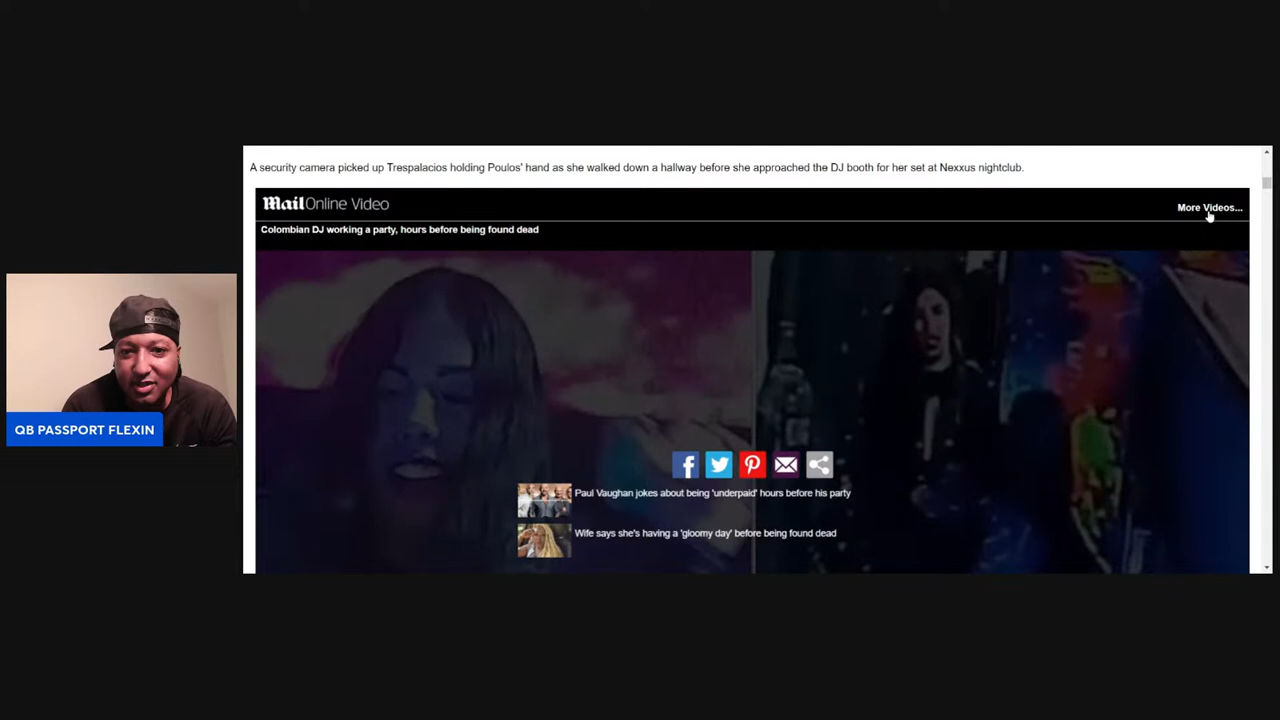 A security camera picked up Trespalacios holding Poulos' hand as she walked down a hallway before she approached the DJ booth for her set at Nexxus nightclub.
Mail Online Video
More Videos...
Colombian DJ working a party, hours before being found dead
QB PASSPORT FLEXIN
Paul Vaughan jokes about being 'underpaid' hours before his party
Wife says she's having a 'gloomy day' before being found dead